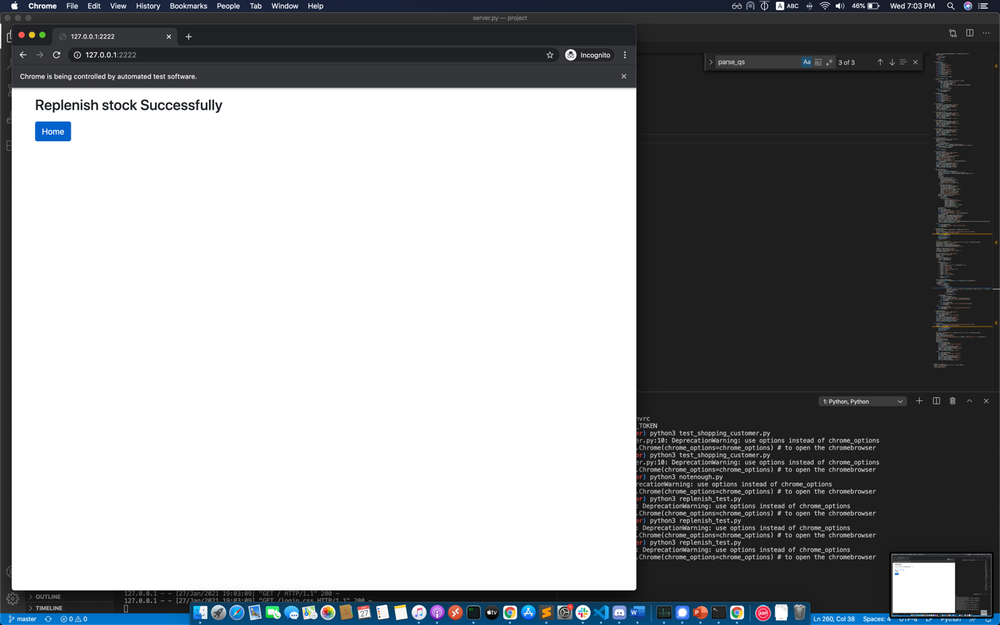 Chrome File Edit View History Bookmarks People Tab Window Help
A ABC 46% Wed 7:03 PM
server.py — project
127.0.0.1:2222
127.0.0.1:2222
Incognito
parse_qs
Aa
3 of 3
Chrome is being controlled by automated test software.
Replenish stock Successfully
Home
1: Python, Python
nvrc
_TOKEN
er) python3 test_shopping_customer.py
er.py:10: DeprecationWarning: use options instead of chrome_options
.Chrome(chrome_options=chrome_options) # to open the chromebrowser
er) python3 test_shopping_customer.py
er.py:10: DeprecationWarning: use options instead of chrome_options
.Chrome(chrome_options=chrome_options) # to open the chromebrowser
er) python3 notenough.py
recationWarning: use options instead of chrome_options
.Chrome(chrome_options=chrome_options) # to open the chromebrowser
er) python3 replenish_test.py
: DeprecationWarning: use options instead of chrome_options
.Chrome(chrome_options=chrome_options) # to open the chromebrowser
er) python3 replenish_test.py
: DeprecationWarning: use options instead of chrome_options
.Chrome(chrome_options=chrome_options) # to open the chromebrowser
er) python3 replenish_test.py
: DeprecationWarning: use options instead of chrome_options
.Chrome(chrome_options=chrome_options) # to open the chromebrowser
OUTLINE
TIMELINE
127.0.0.1 - - [27/Jan/2021 19:03:09] "GET / HTTP/1.1" 200 -
127.0.0.1 - - [27/Jan/2021 19:03:09] "GET /login.css HTTP/1.1" 200 -
master
0 0
Ln 260, Col 38 Spaces: 4 UTF-8 LF Python